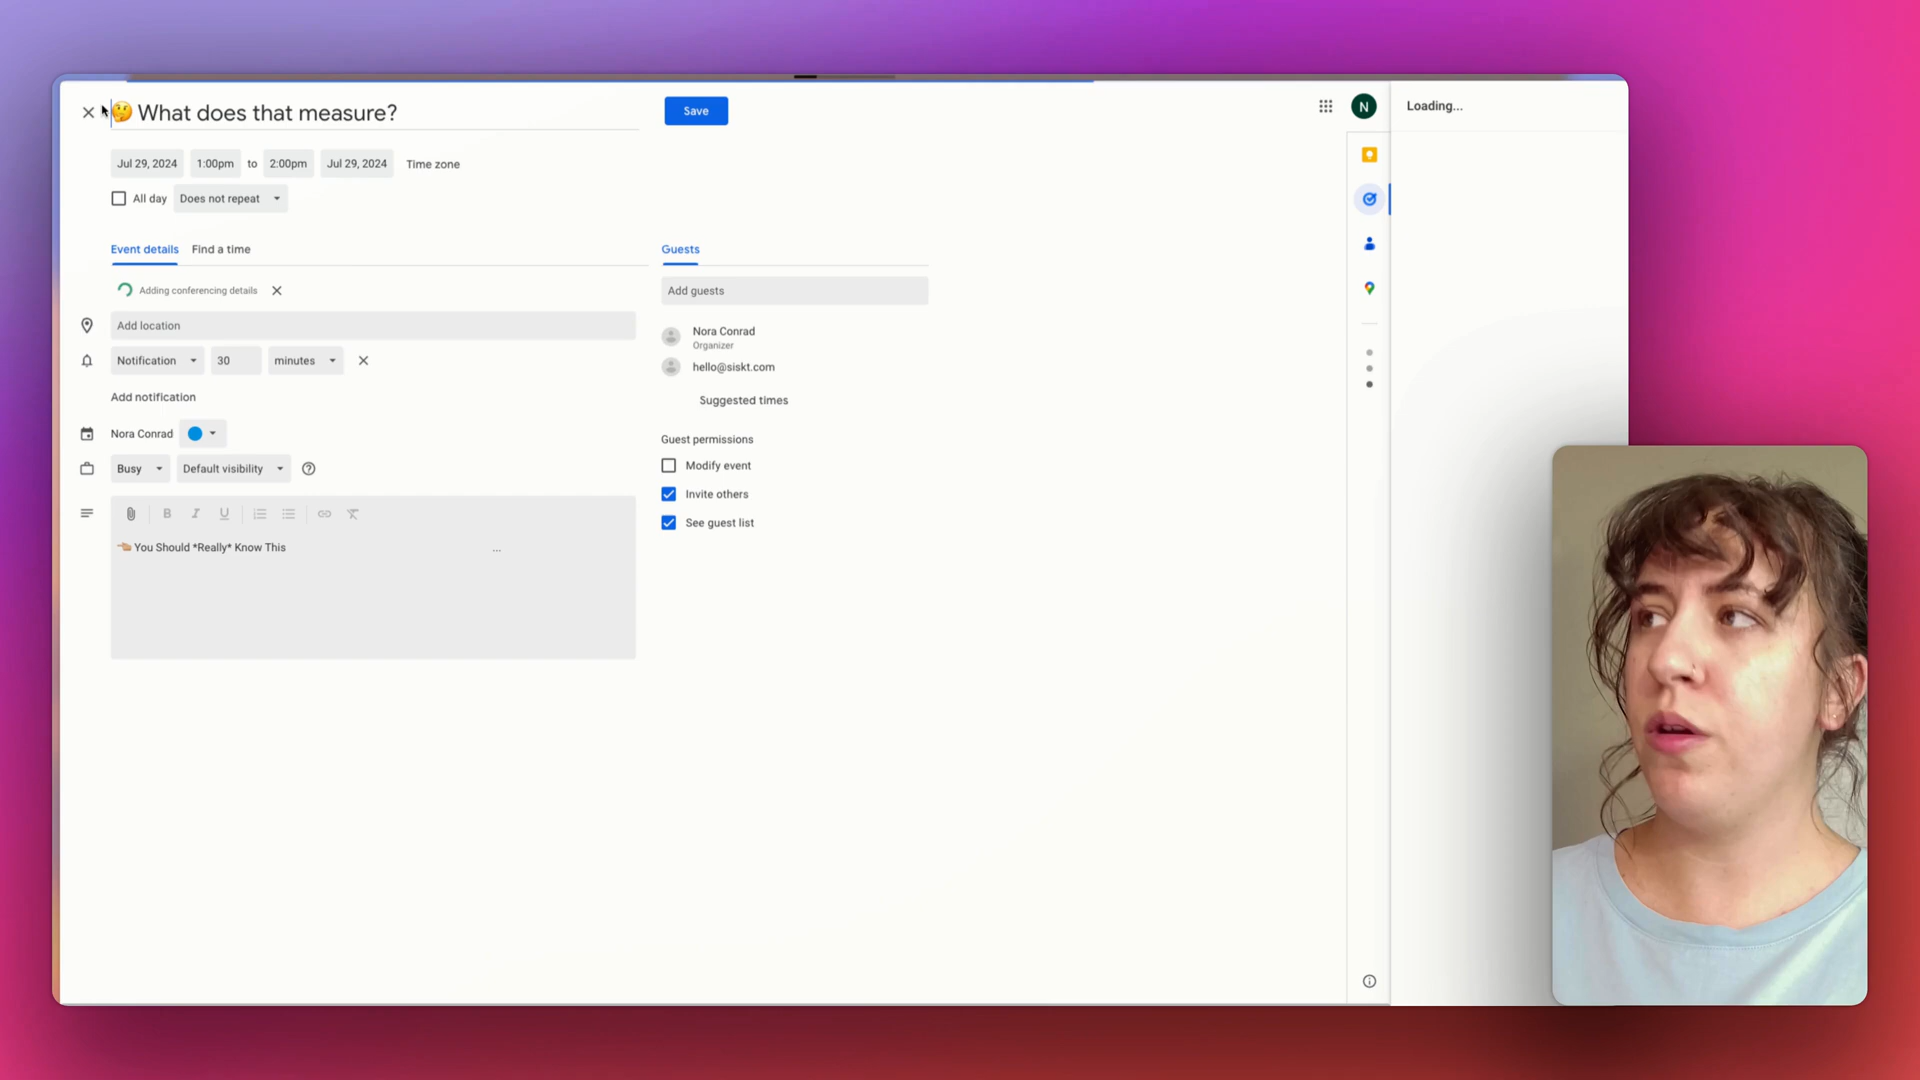 🤔 What does that measure?
Save
N
Loading...
Jul 29, 2024 1:00pm to 2:00pm Jul 29, 2024 Time zone
All day Does not repeat
Event details Find a time
Guests
Adding conferencing details
Add guests
Add location
Nora Conrad
Organizer
Notification 30 minutes
hello@siskt.com
Add notification
Suggested times
Nora Conrad
Guest permissions
Busy Default visibility
Modify event
Invite others
See guest list
B I U
👈🏼 You Should *Really* Know This ...